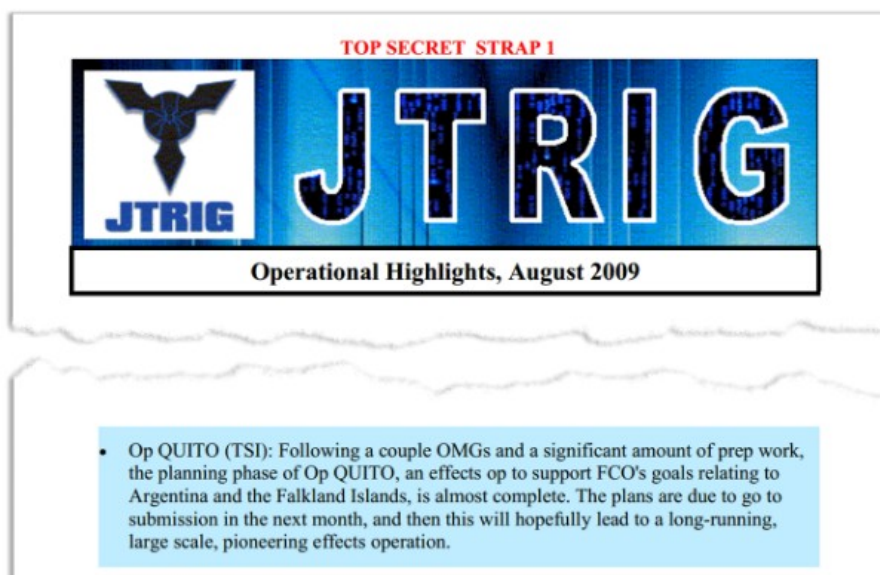 TOP SECRET STRAP 1
JTRIG
JTRIG
Operational Highlights, August 2009
• Op QUITO (TSI): Following a couple OMGs and a significant amount of prep work,
the planning phase of Op QUITO, an effects op to support FCO's goals relating to
Argentina and the Falkland Islands, is almost complete. The plans are due to go to
submission in the next month, and then this will hopefully lead to a long-running,
large scale, pioneering effects operation.